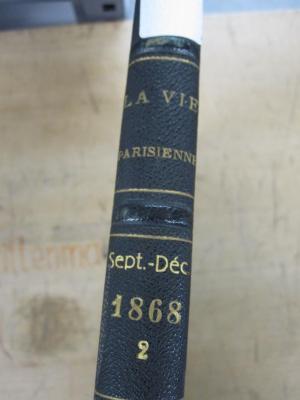 LA VIE
PARISIENNE
Sept.-Déc.
1868
2